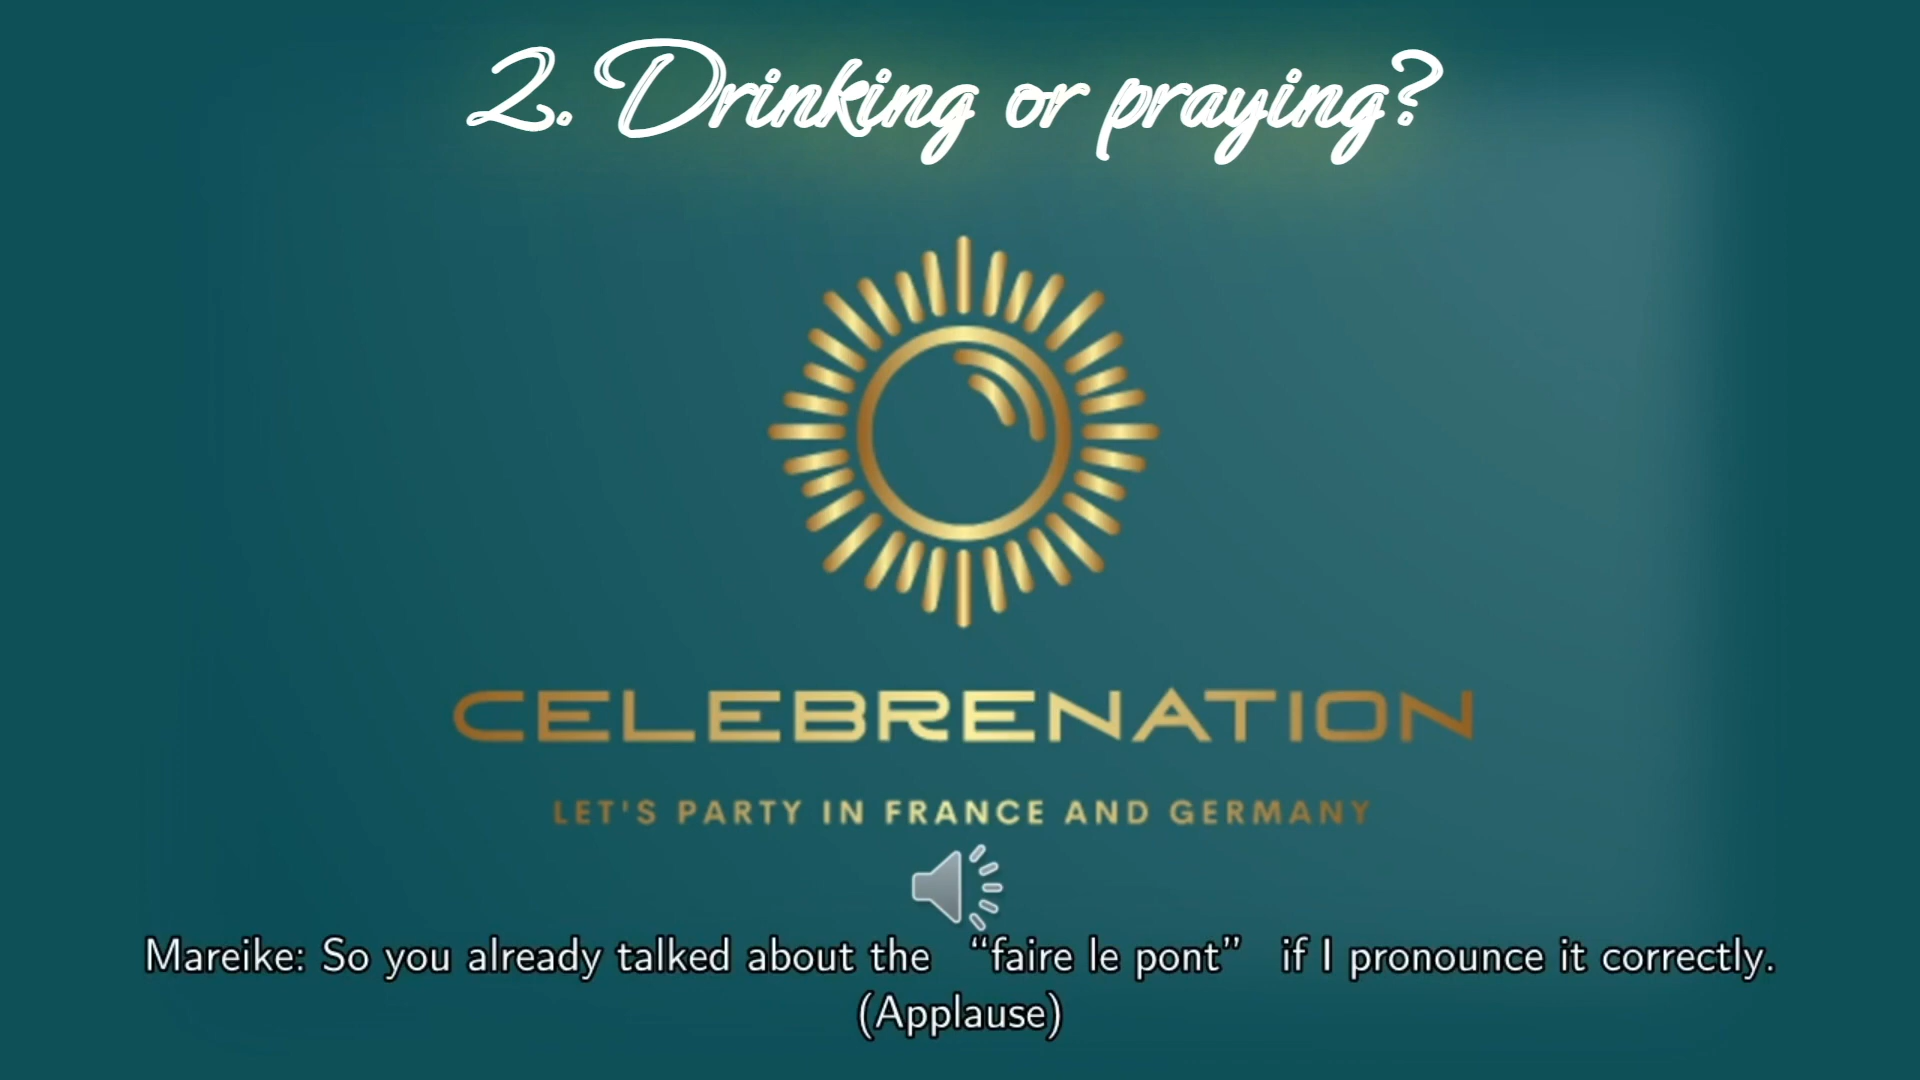 2. Drinking or praying?
CELEBRENATION
LET'S PARTY IN FRANCE AND GERMANY
Mareike: So you already talked about the “faire le pont” if I pronounce it correctly.
(Applause)